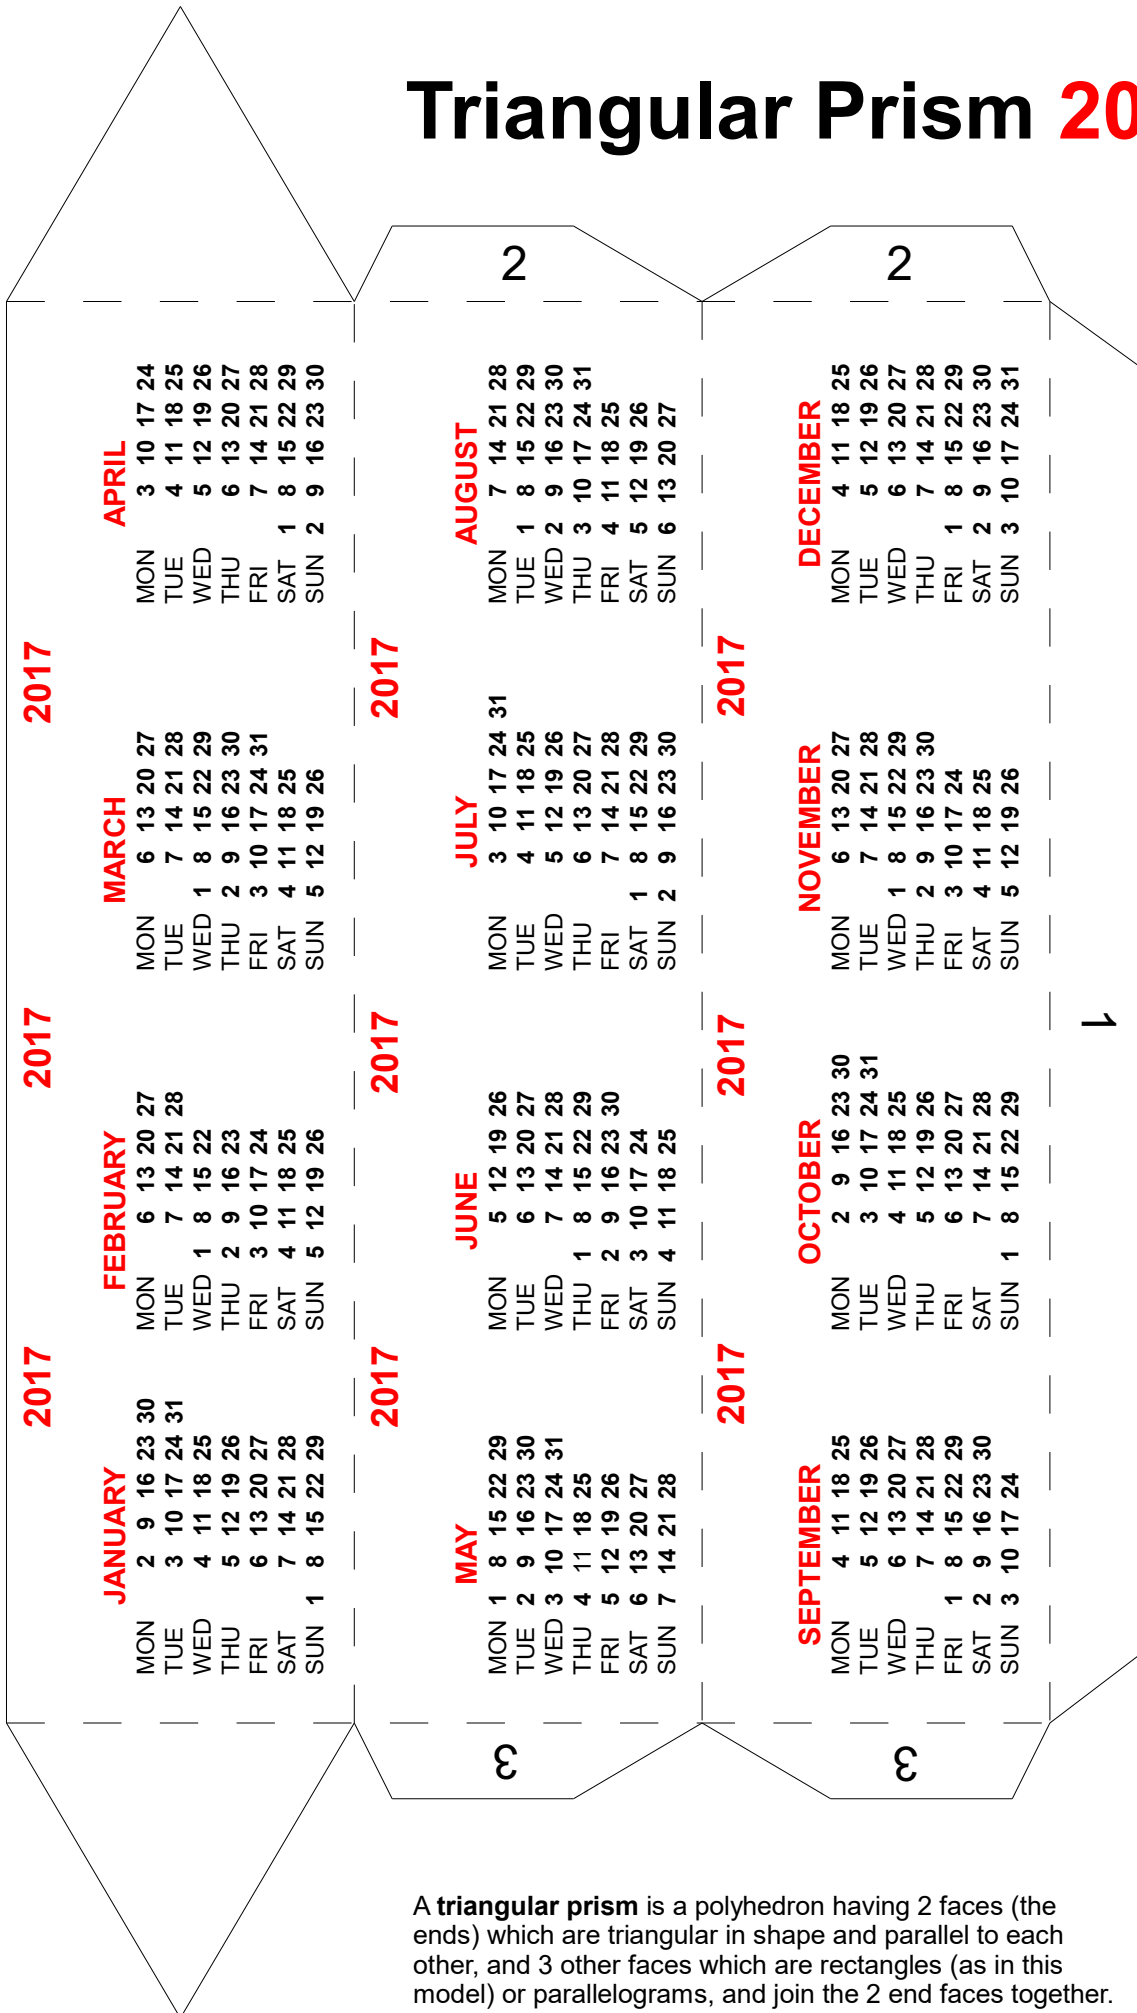 Triangular Prism 20
2
2
2017
2017
2017
2017
2017
2017
2017
2017
2017
JANUARY
MON 2 9 16 23 30
TUE 3 10 17 24 31
WED 4 11 18 25
THU 5 12 19 26
FRI 6 13 20 27
SAT 7 14 21 28
SUN 1 8 15 22 29
FEBRUARY
MON 6 13 20 27
TUE 7 14 21 28
WED 1 8 15 22
THU 2 9 16 23
FRI 3 10 17 24
SAT 4 11 18 25
SUN 5 12 19 26
MARCH
MON 6 13 20 27
TUE 7 14 21 28
WED 1 8 15 22 29
THU 2 9 16 23 30
FRI 3 10 17 24 31
SAT 4 11 18 25
SUN 5 12 19 26
APRIL
MON 3 10 17 24
TUE 4 11 18 25
WED 5 12 19 26
THU 6 13 20 27
FRI 7 14 21 28
SAT 1 8 15 22 29
SUN 2 9 16 23 30
MAY
MON 1 8 15 22 29
TUE 2 9 16 23 30
WED 3 10 17 24 31
THU 4 11 18 25
FRI 5 12 19 26
SAT 6 13 20 27
SUN 7 14 21 28
JUNE
MON 5 12 19 26
TUE 6 13 20 27
WED 7 14 21 28
THU 1 8 15 22 29
FRI 2 9 16 23 30
SAT 3 10 17 24
SUN 4 11 18 25
JULY
MON 3 10 17 24 31
TUE 4 11 18 25
WED 5 12 19 26
THU 6 13 20 27
FRI 7 14 21 28
SAT 1 8 15 22 29
SUN 2 9 16 23 30
AUGUST
MON 7 14 21 28
TUE 1 8 15 22 29
WED 2 9 16 23 30
THU 3 10 17 24 31
FRI 4 11 18 25
SAT 5 12 19 26
SUN 6 13 20 27
SEPTEMBER
MON 4 11 18 25
TUE 5 12 19 26
WED 6 13 20 27
THU 7 14 21 28
FRI 1 8 15 22 29
SAT 2 9 16 23 30
SUN 3 10 17 24
OCTOBER
MON 2 9 16 23 30
TUE 3 10 17 24 31
WED 4 11 18 25
THU 5 12 19 26
FRI 6 13 20 27
SAT 7 14 21 28
SUN 1 8 15 22 29
NOVEMBER
MON 6 13 20 27
TUE 7 14 21 28
WED 1 8 15 22 29
THU 2 9 16 23 30
FRI 3 10 17 24
SAT 4 11 18 25
SUN 5 12 19 26
DECEMBER
MON 4 11 18 25
TUE 5 12 19 26
WED 6 13 20 27
THU 7 14 21 28
FRI 1 8 15 22 29
SAT 2 9 16 23 30
SUN 3 10 17 24 31
1
3
3
A triangular prism is a polyhedron having 2 faces (the
ends) which are triangular in shape and parallel to each
other, and 3 other faces which are rectangles (as in this
model) or parallelograms, and join the 2 end faces together.